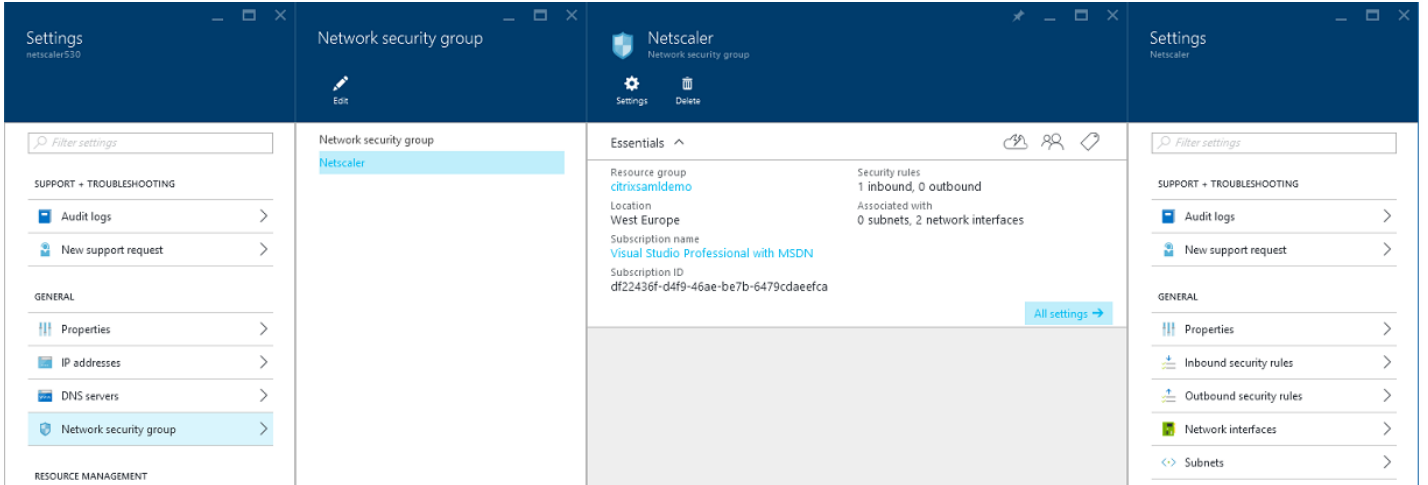 Settings
netscaler530
Filter settings
SUPPORT + TROUBLESHOOTING
Audit logs
New support request
GENERAL
Properties
IP addresses
DNS servers
Network security group
RESOURCE MANAGEMENT
Network security group
Edit
Network security group
Netscaler
Netscaler
Network security group
Settings
Delete
Essentials
Resource group
citrixsamldemo
Location
West Europe
Subscription name
Visual Studio Professional with MSDN
Subscription ID
df22436f-d4f9-46ae-be7b-6479cdaeefca
Security rules
1 inbound, 0 outbound
Associated with
0 subnets, 2 network interfaces
All settings
Settings
Netscaler
Filter settings
SUPPORT + TROUBLESHOOTING
Audit logs
New support request
GENERAL
Properties
Inbound security rules
Outbound security rules
Network interfaces
Subnets